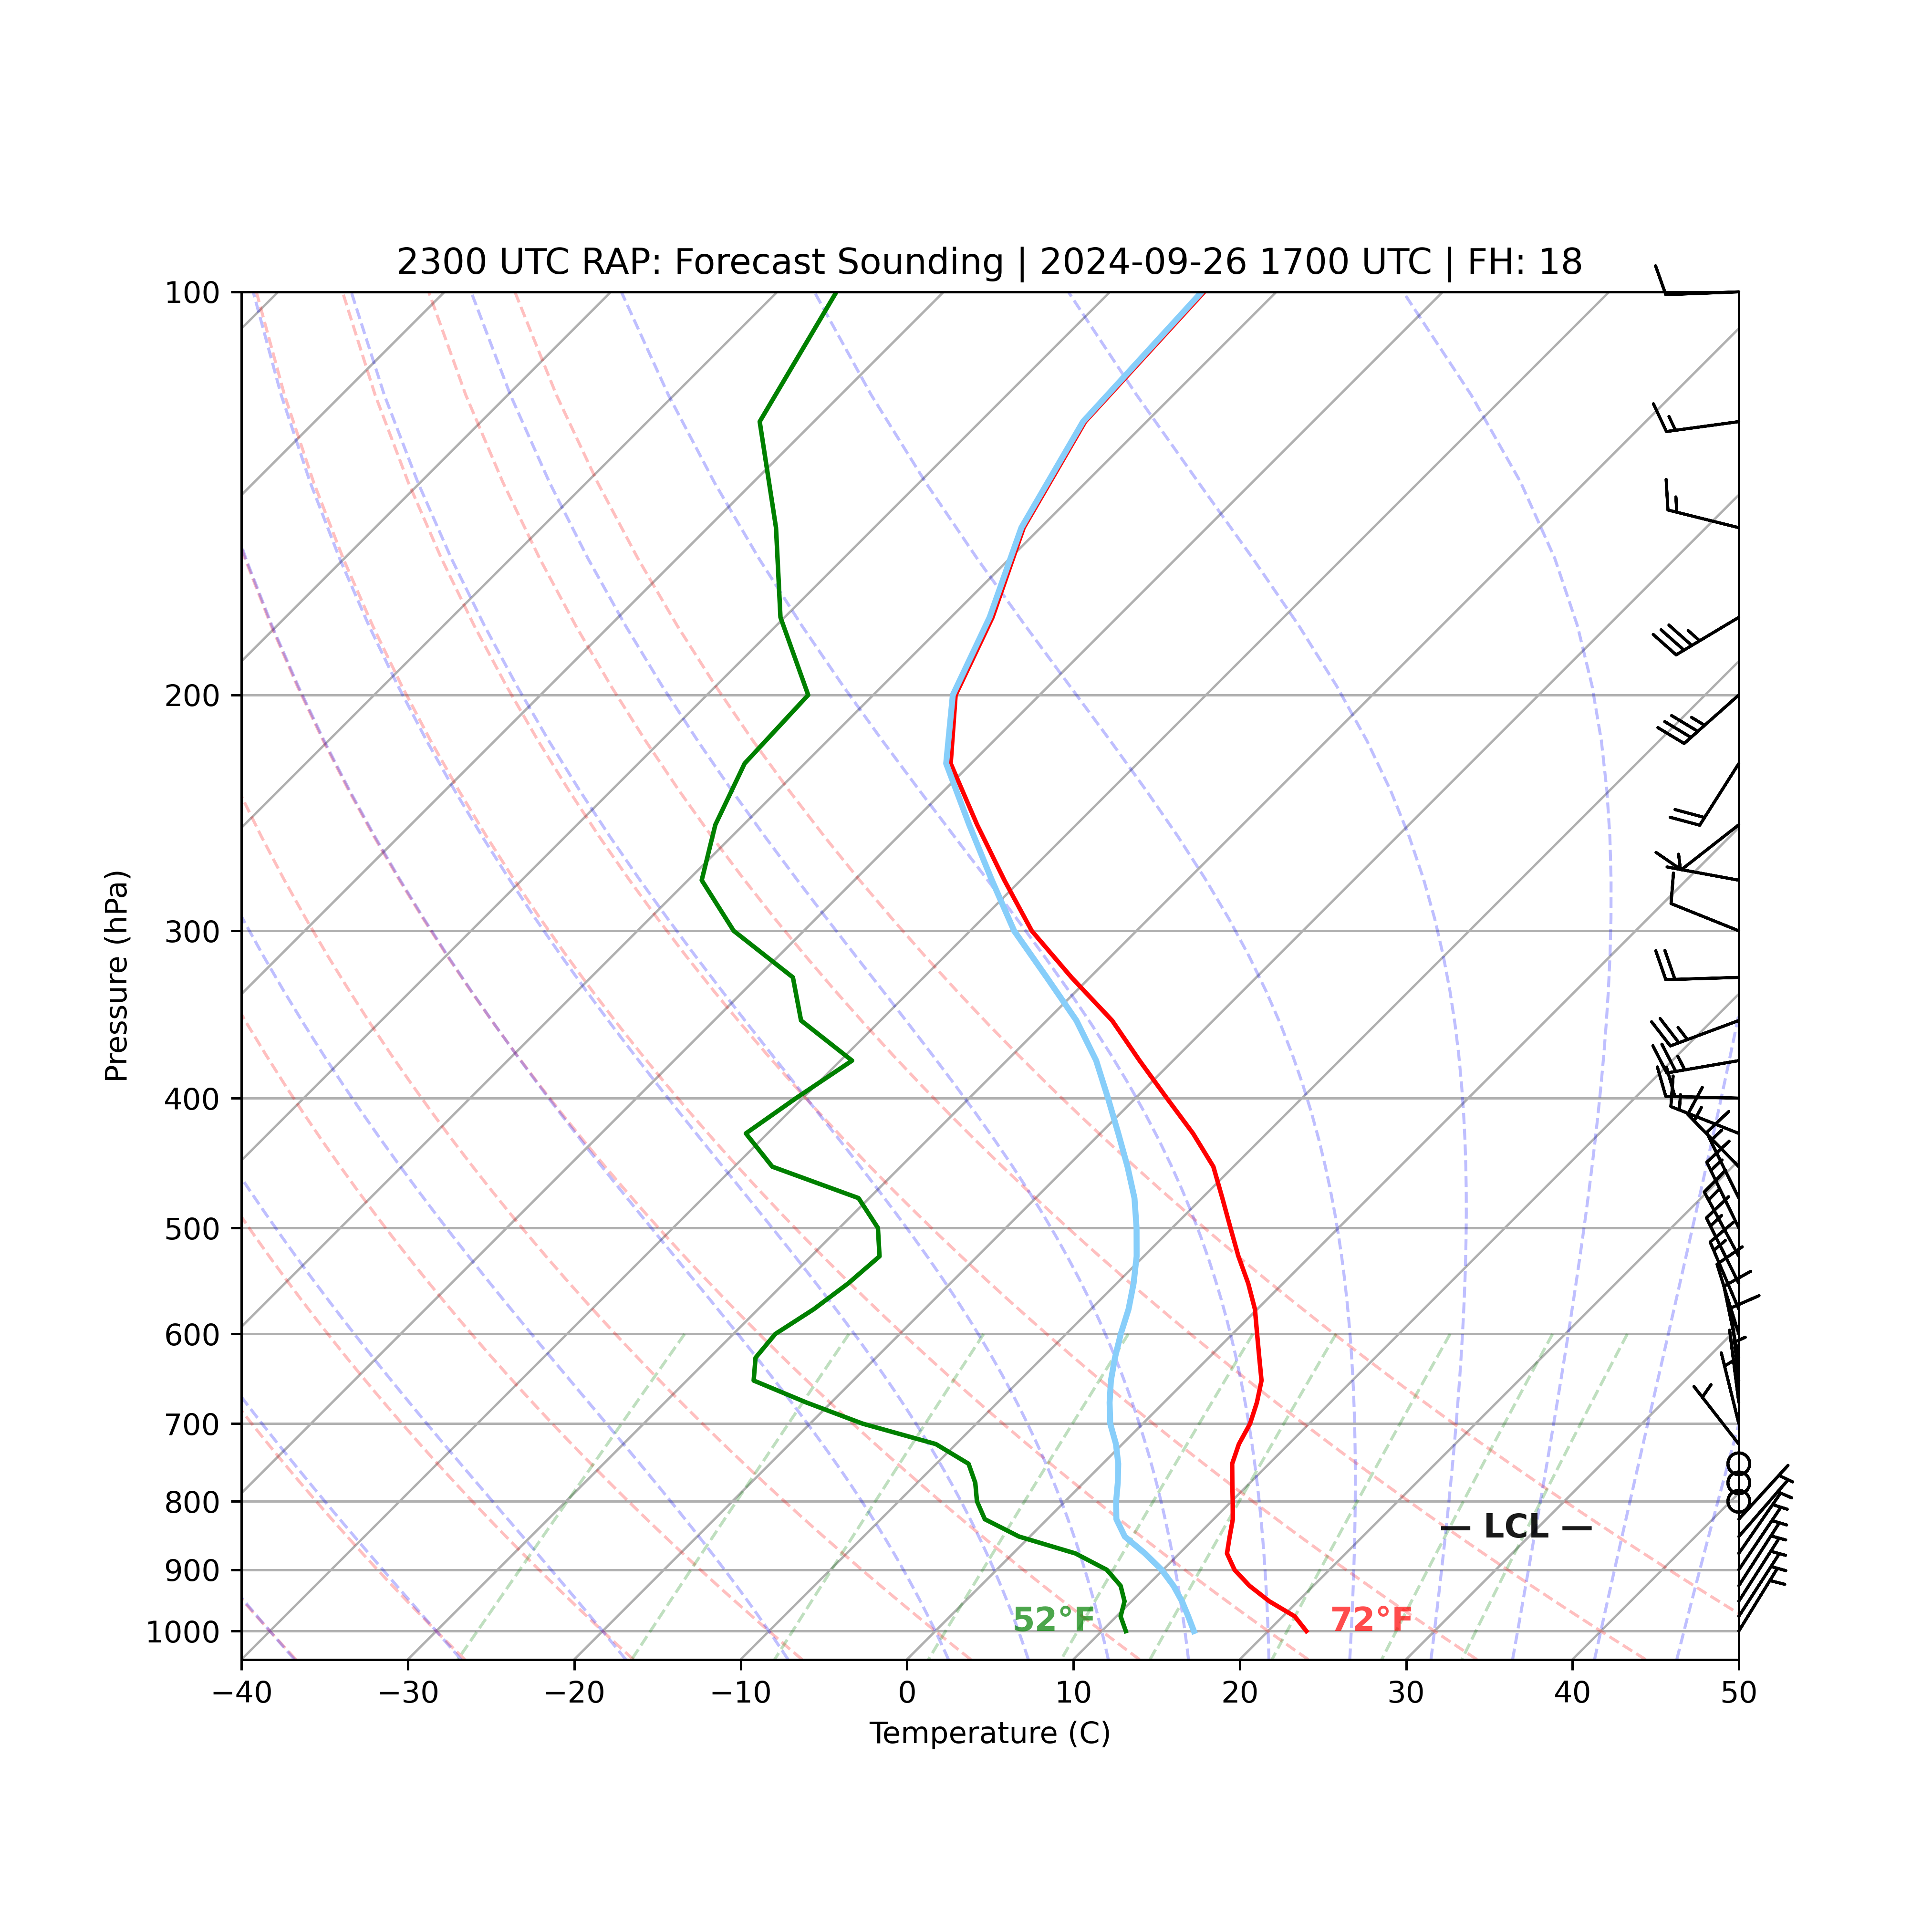 2300 UTC RAP: Forecast Sounding | 2024-09-26 1700 UTC | FH: 18
100
200
300
400
500
600
700
800
900
1000
Pressure (hPa)
— LCL —
52°F
72°F
−40 −30 −20 −10 0 10 20 30 40 50
Temperature (C)